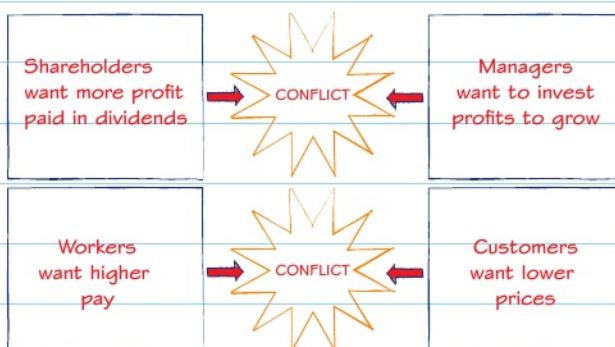 Shareholders
want more profit
paid in dividends
CONFLICT
Managers
want to invest
profits to grow
Workers
want higher
pay
CONFLICT
Customers
want lower
prices